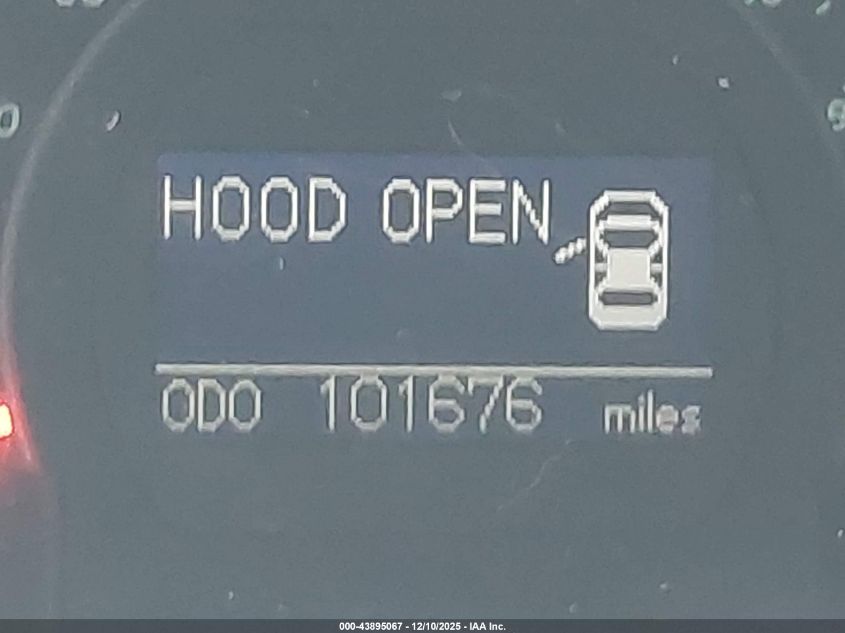 HOOD OPEN
ODO 101676 miles
000-43895067 - 12/10/2025 - IAA Inc.